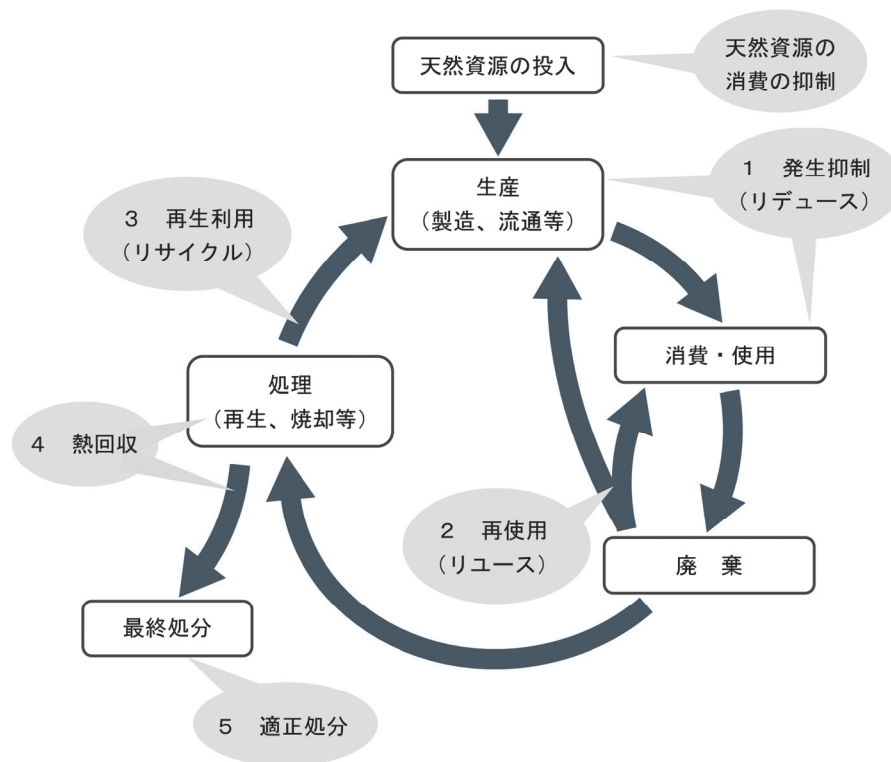 天然資源の投入
天然資源の
消費の抑制
生産
（製造、流通等）
1　発生抑制
（リデュース）
3　再生利用
（リサイクル）
消費・使用
処理
（再生、焼却等）
4　熱回収
2　再使用
（リユース）
廃　棄
最終処分
5　適正処分